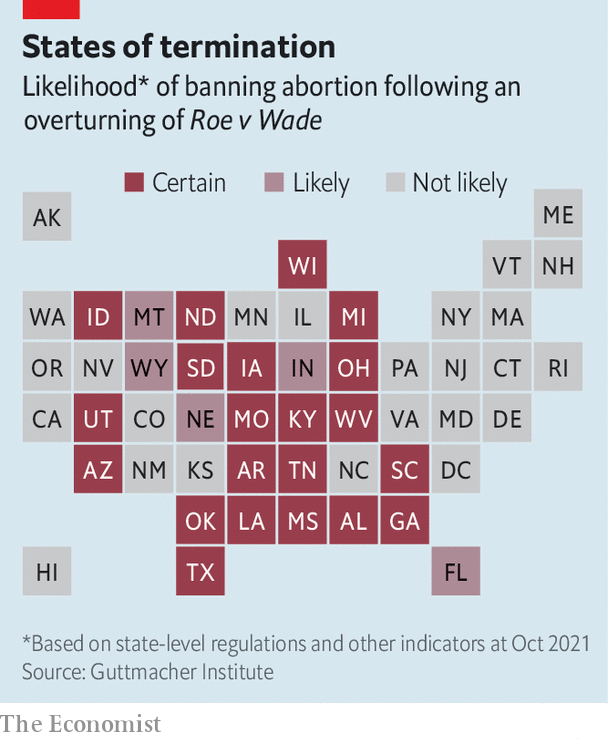 States of termination
Likelihood* of banning abortion following an
overturning of Roe v Wade
Certain Likely Not likely
AK ME
WI VT NH
WA ID MT ND MN IL MI NY MA
OR NV WY SD IA IN OH PA NJ CT RI
CA UT CO NE MO KY WV VA MD DE
AZ NM KS AR TN NC SC DC
OK LA MS AL GA
HI TX FL
*Based on state-level regulations and other indicators at Oct 2021
Source: Guttmacher Institute
The Economist